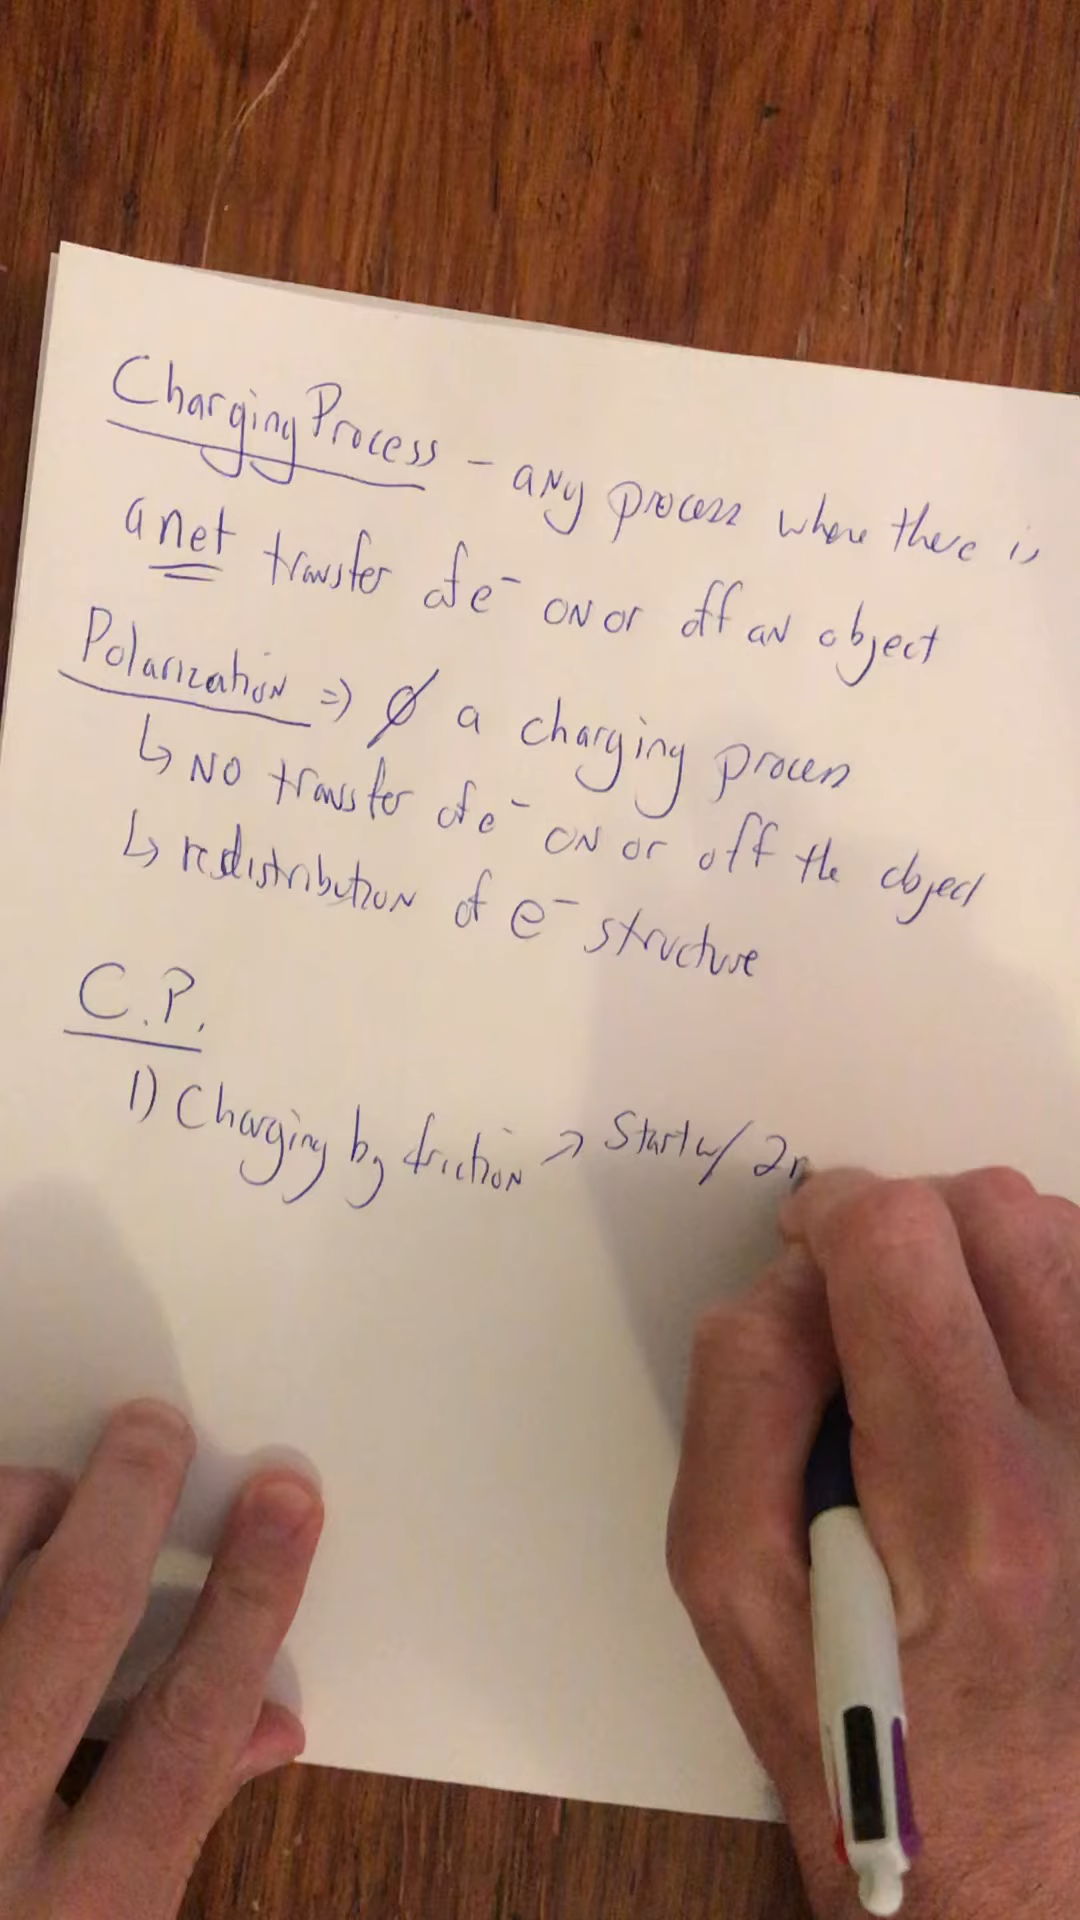 Charging Process - any process where there is
a net transfer of e⁻ on or off an object
Polarization => ∅ a charging process
↳ NO transfer of e⁻ on or off the object
↳ redistribution of e⁻ structure
C.P.
1) Charging by friction → Start w/ 2